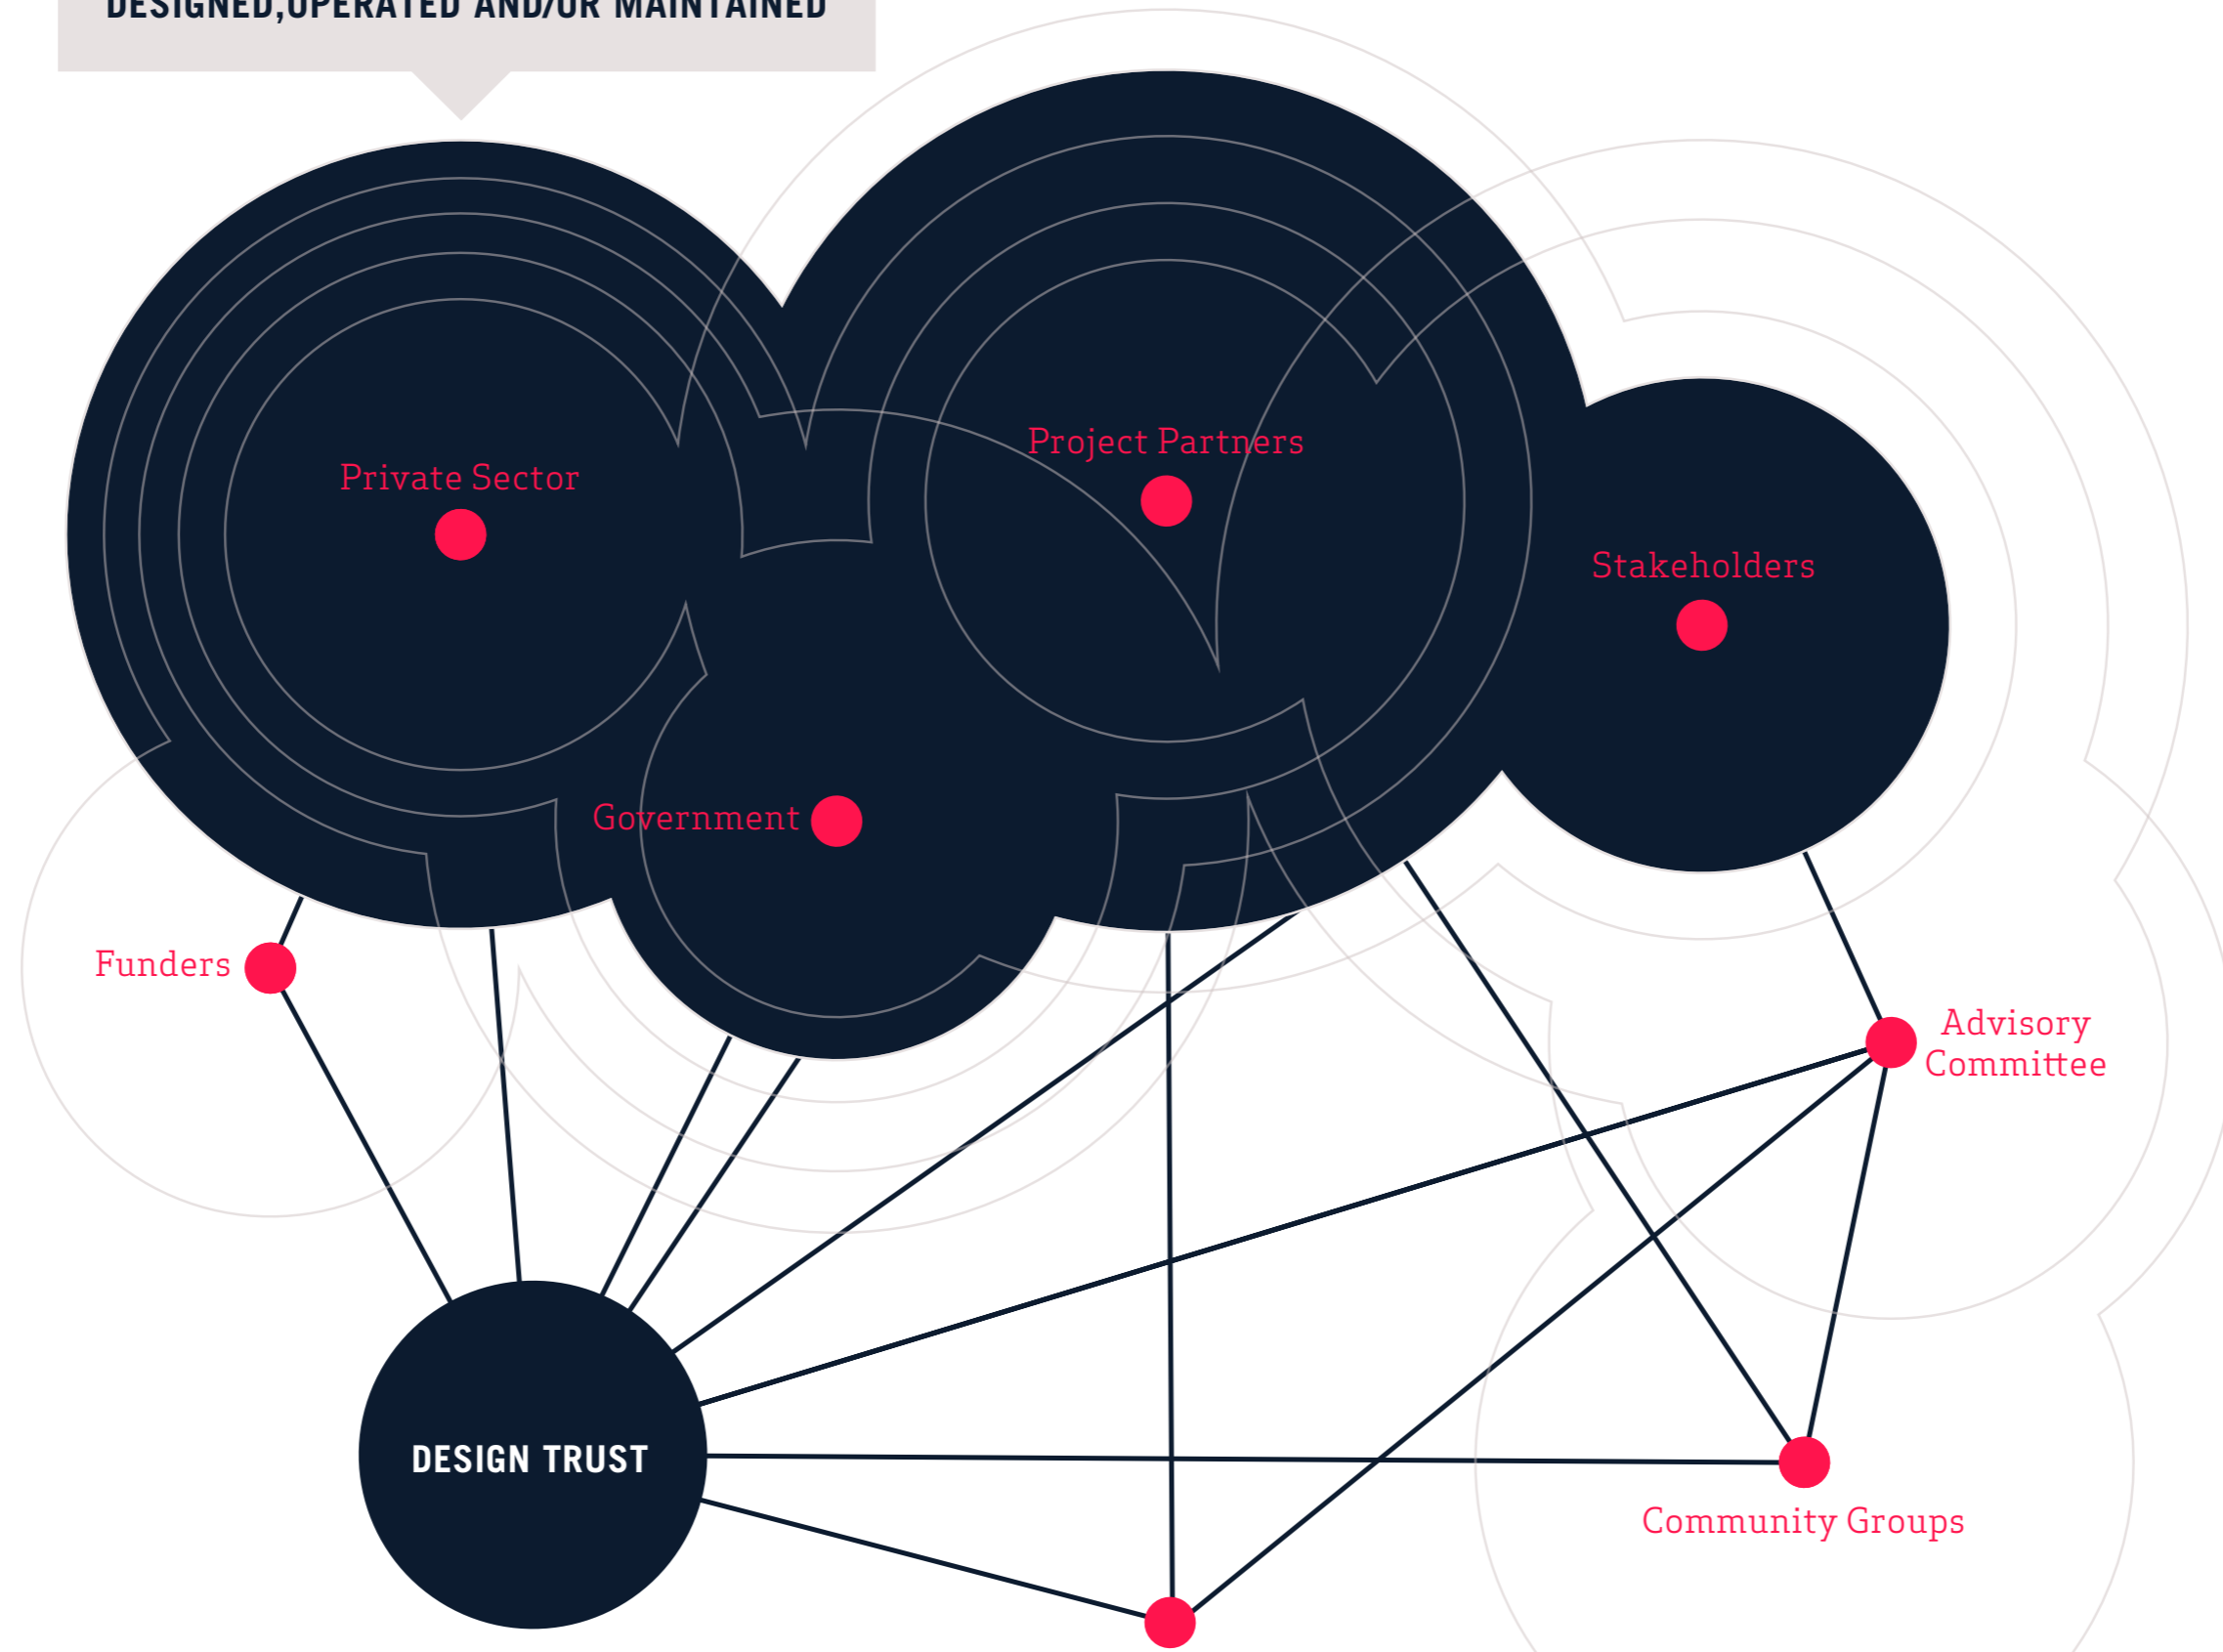 DESIGNED,OPERATED AND/OR MAINTAINED
Project Partners
Private Sector
Stakeholders
Government
Funders
Advisory
Committee
DESIGN TRUST
Community Groups